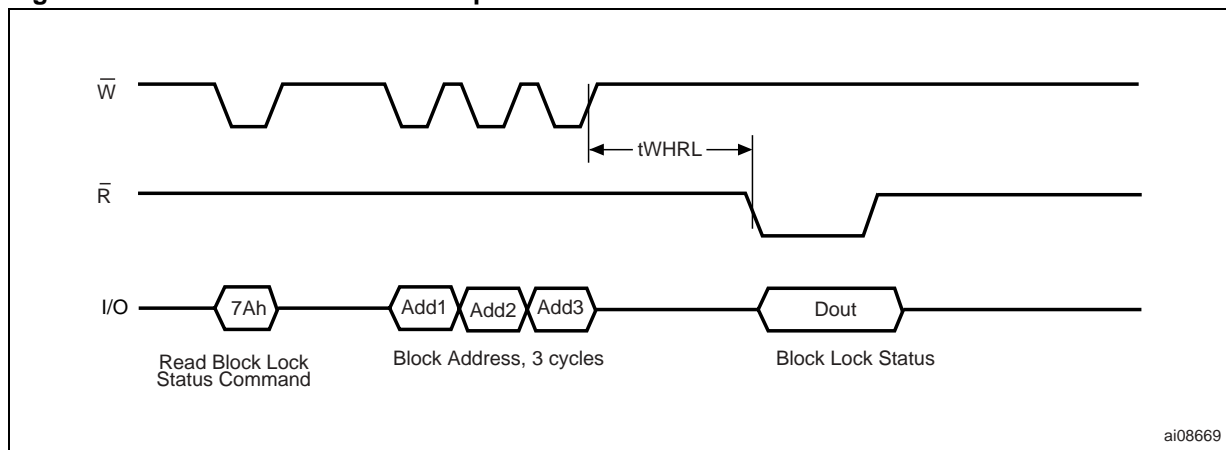 W̅
tWHRL
R̅
I/O
7Ah
Add1
Add2
Add3
Dout
Read Block Lock
Status Command
Block Address, 3 cycles
Block Lock Status
ai08669